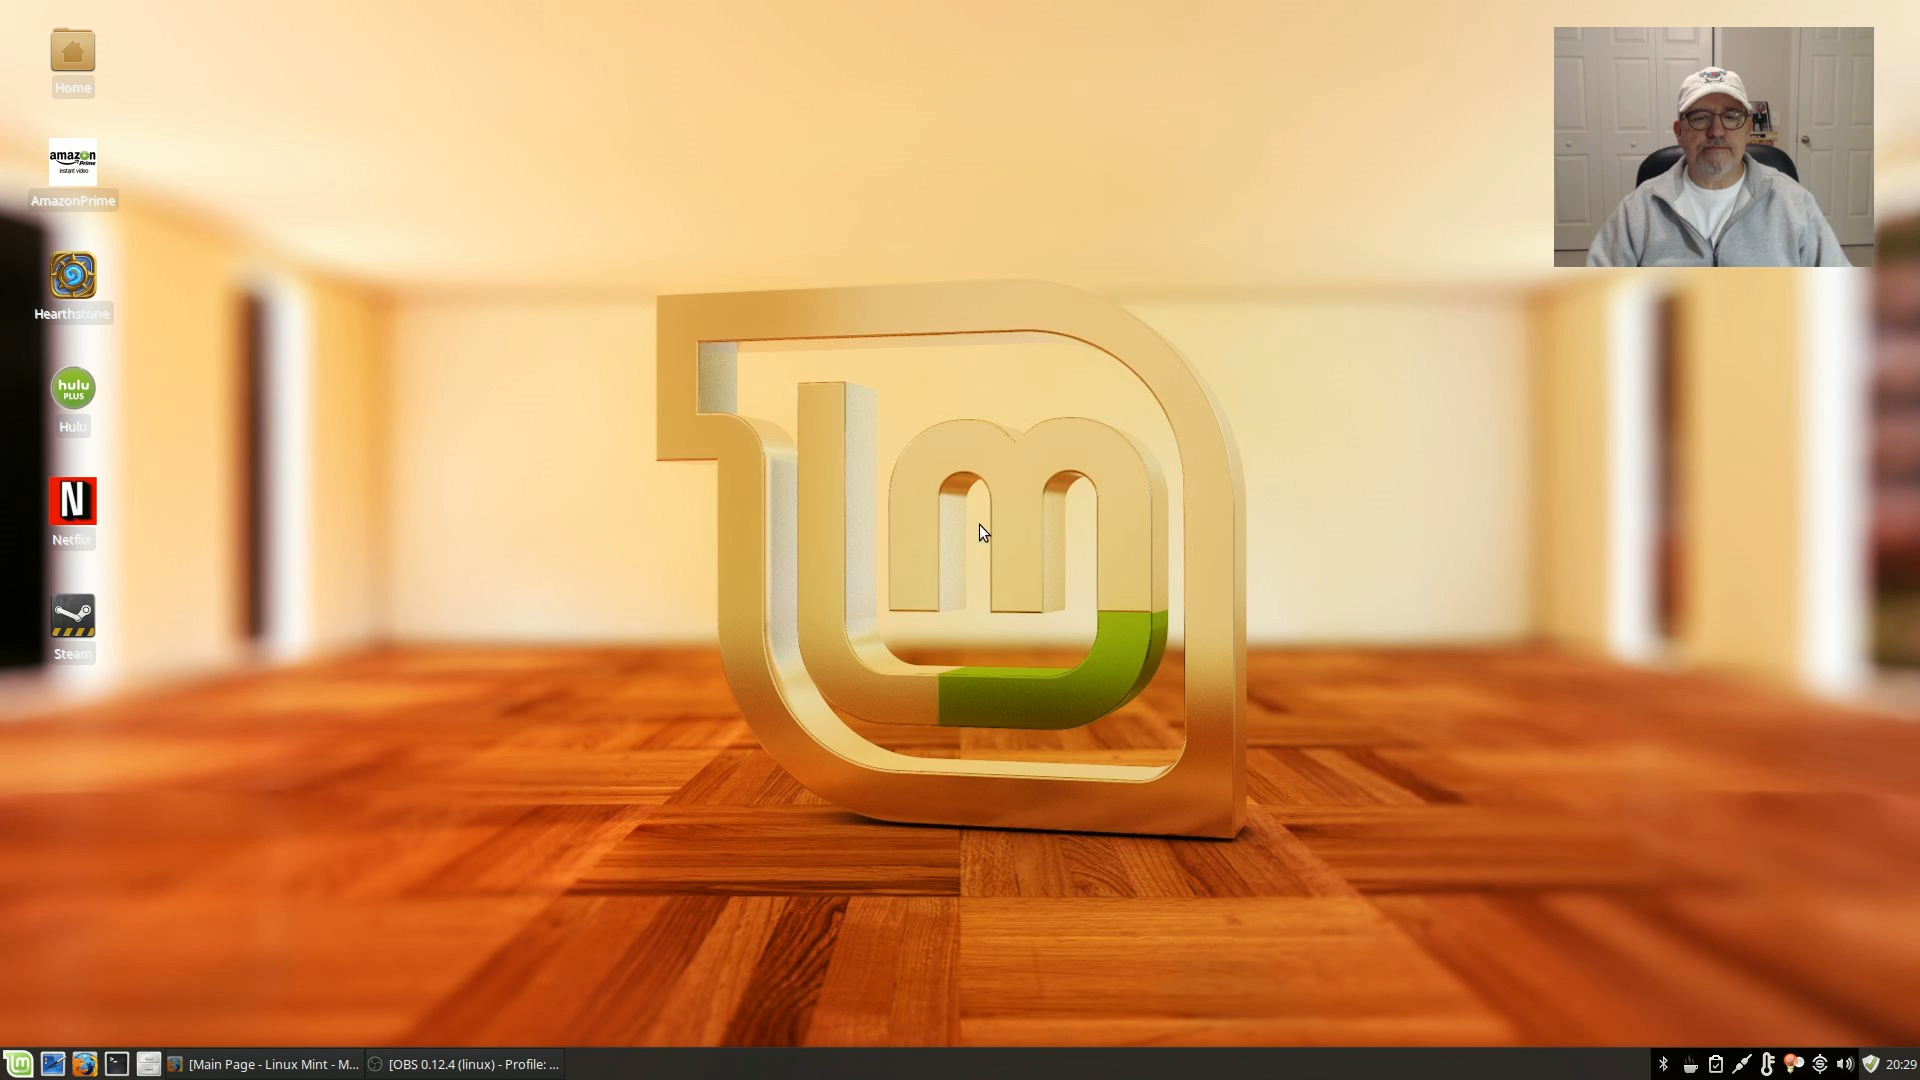 Home
amazon
Prime
instant video
AmazonPrime
Hearthstone
hulu
PLUS
Hulu
N
Netflix
Steam
[Main Page - Linux Mint - M...
[OBS 0.12.4 (linux) - Profile: ...
20:29